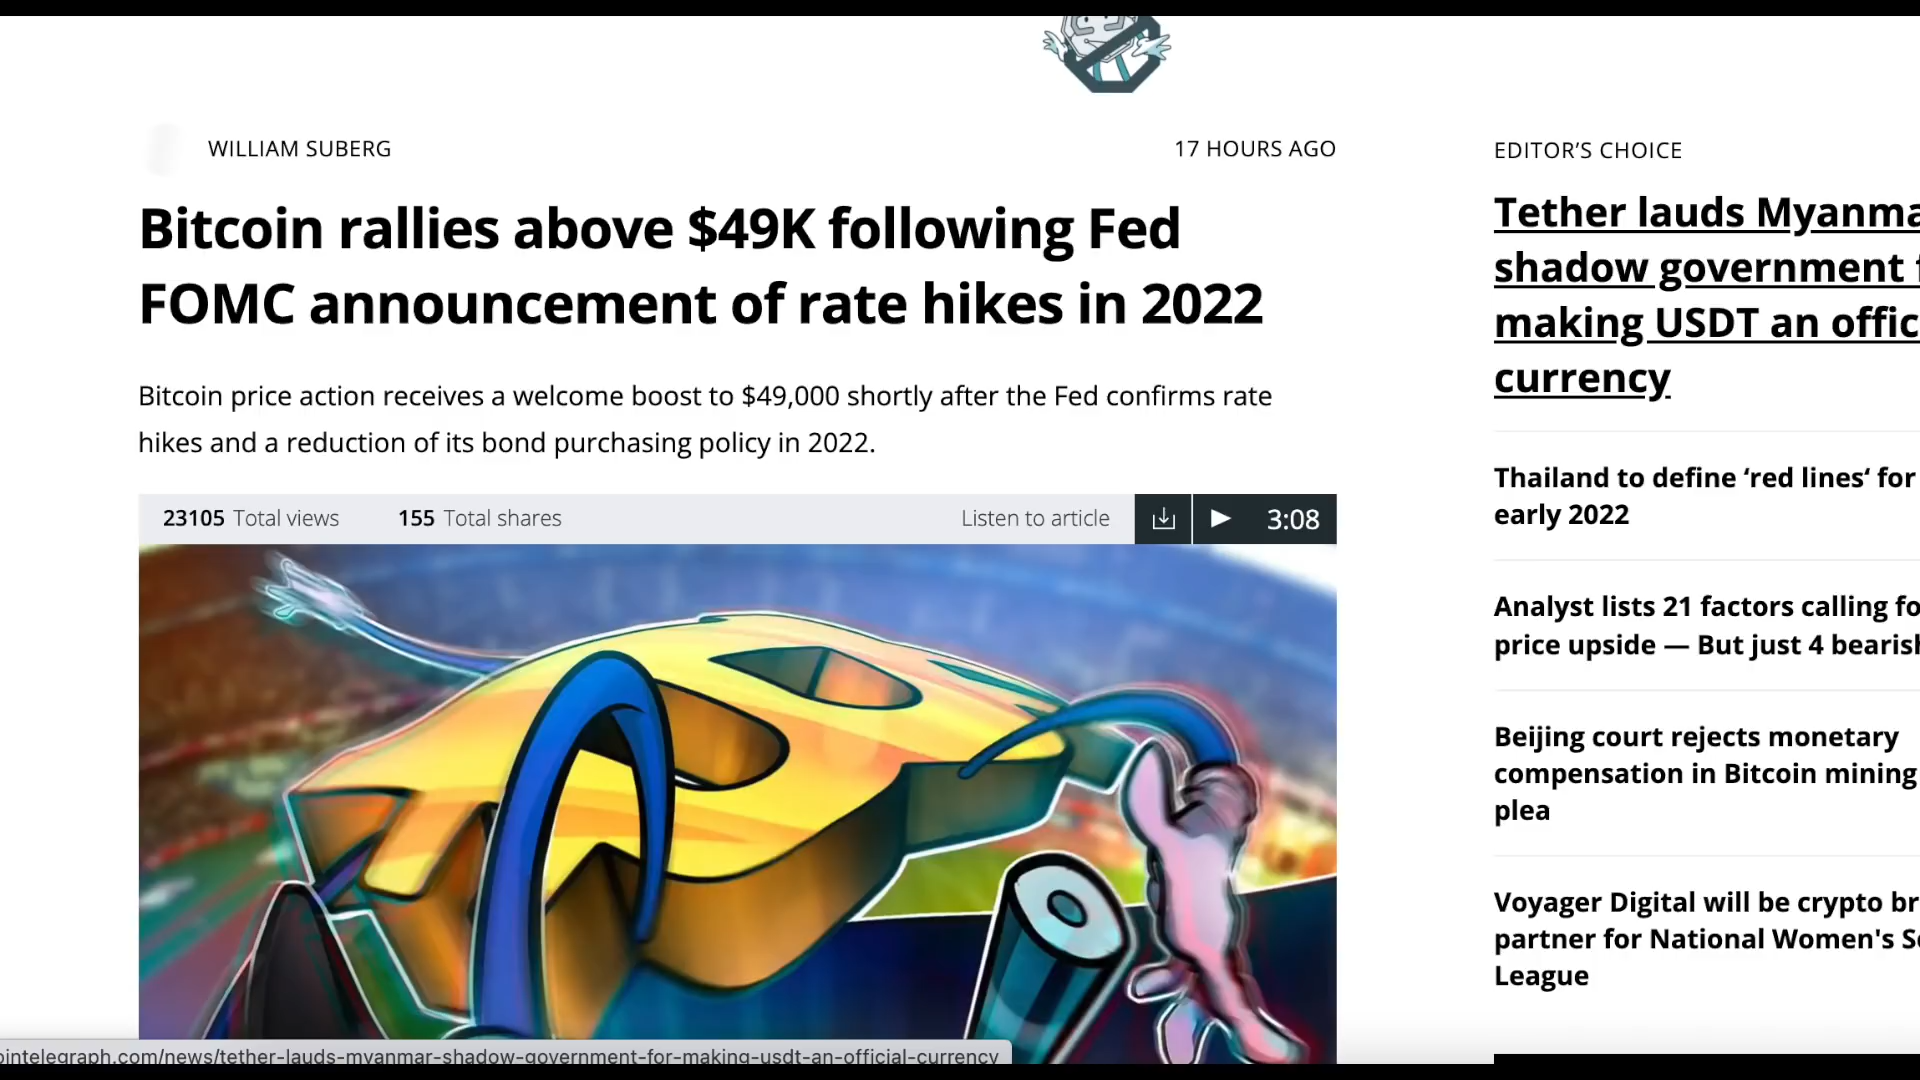 WILLIAM SUBERG
17 HOURS AGO
Bitcoin rallies above $49K following Fed
FOMC announcement of rate hikes in 2022
Bitcoin price action receives a welcome boost to $49,000 shortly after the Fed confirms rate
hikes and a reduction of its bond purchasing policy in 2022.
23105 Total views
155 Total shares
Listen to article
3:08
EDITOR’S CHOICE
Tether lauds Myanma
shadow government f
making USDT an offic
currency
Thailand to define ‘red lines‘ for
early 2022
Analyst lists 21 factors calling fo
price upside — But just 4 bearish
Beijing court rejects monetary
compensation in Bitcoin mining
plea
Voyager Digital will be crypto br
partner for National Women's S
League
ointelegraph.com/news/tether-lauds-myanmar-shadow-government-for-making-usdt-an-official-currency